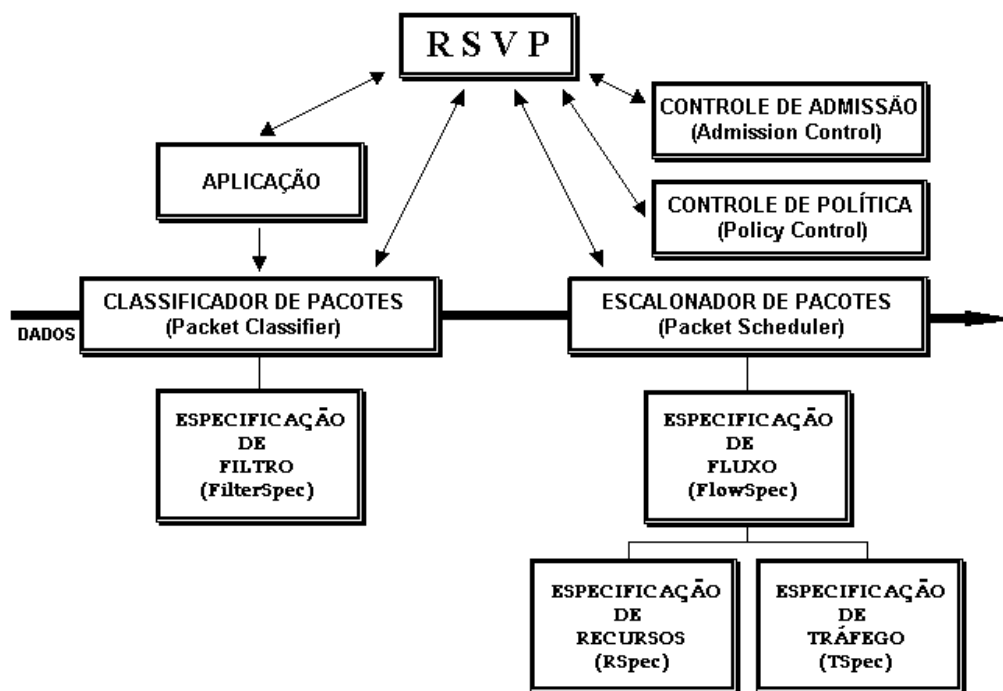 R S V P
CONTROLE DE ADMISSÃO
(Admission Control)
APLICAÇÃO
CONTROLE DE POLÍTICA
(Policy Control)
CLASSIFICADOR DE PACOTES
(Packet Classifier)
ESCALONADOR DE PACOTES
(Packet Scheduler)
DADOS
ESPECIFICAÇÃO
DE
FILTRO
(FilterSpec)
ESPECIFICAÇÃO
DE
FLUXO
(FlowSpec)
ESPECIFICAÇÃO
DE
RECURSOS
(RSpec)
ESPECIFICAÇÃO
DE
TRÁFEGO
(TSpec)